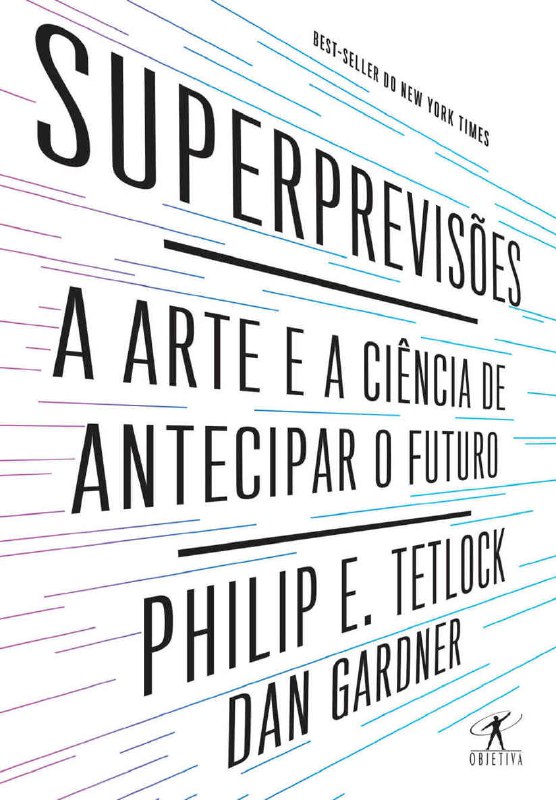 BEST-SELLER DO NEW YORK TIMES
SUPERPREVISÕES
A ARTE E A CIÊNCIA DE
ANTECIPAR O FUTURO
PHILIP E. TETLOCK
DAN GARDNER
OBJETIVA